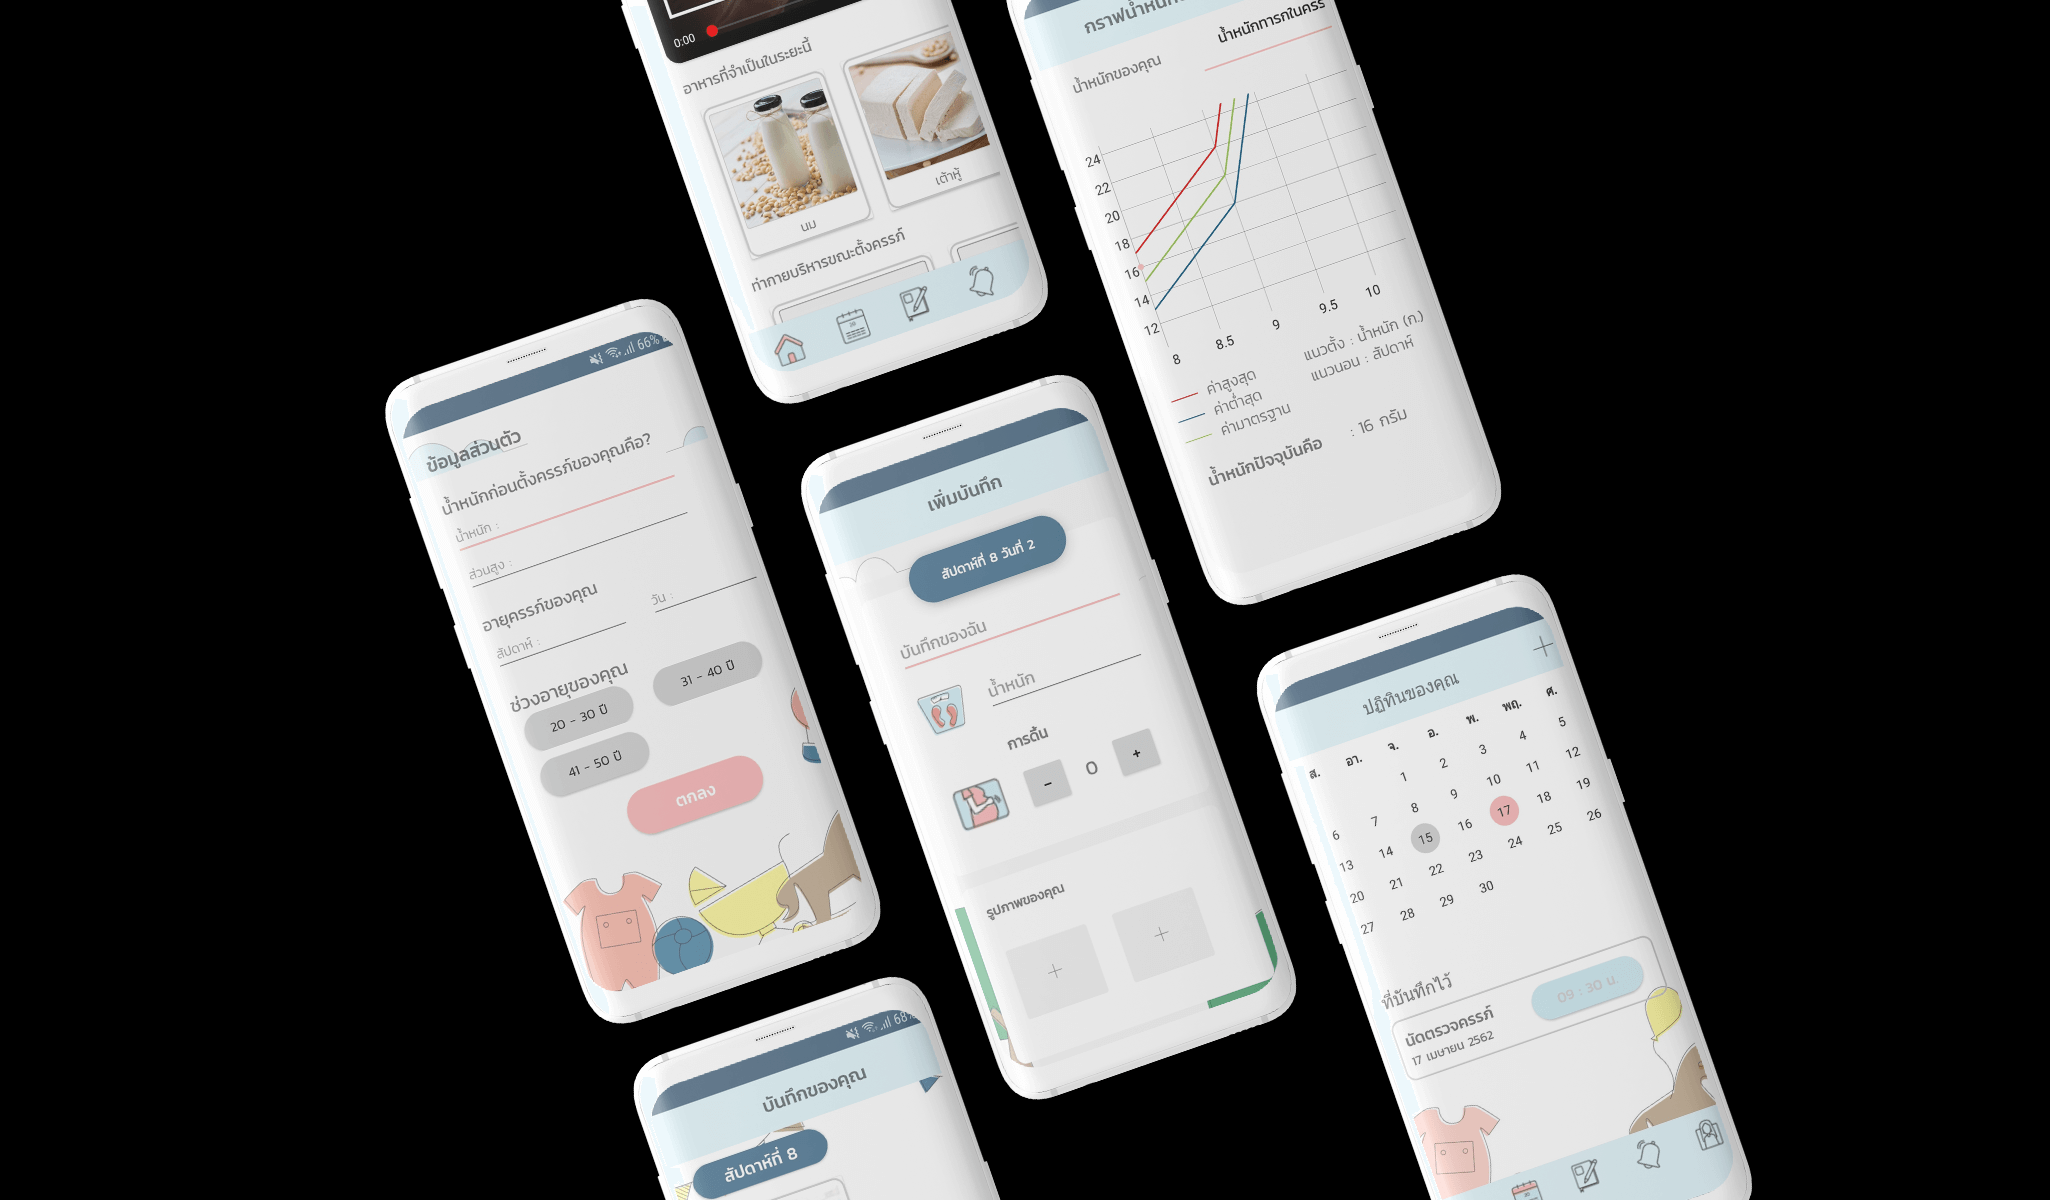 0:00
อาหารที่จำเป็นในระยะนี้
นม
เต้าหู้
ท่ากายบริหารขณะตั้งครรภ์
น้ำหนักของคุณ
น้ำหนักทารกในครร
24
22
20
18
16
14
12
8
8.5
9
9.5
10
แนวตั้ง : น้ำหนัก (ก.)
แนวนอน : สัปดาห์
ค่าสูงสุด
ค่าต่ำสุด
ค่ามาตรฐาน
น้ำหนักปัจจุบันคือ : 16 กรัม
66%
ข้อมูลส่วนตัว
น้ำหนักก่อนตั้งครรภ์ของคุณคือ?
น้ำหนัก :
ส่วนสูง :
อายุครรภ์ของคุณ
สัปดาห์ :
วัน :
ช่วงอายุของคุณ
20 - 30 ปี
31 - 40 ปี
41 - 50 ปี
ตกลง
เพิ่มบันทึก
สัปดาห์ที่ 8 วันที่ 2
บันทึกของฉัน
น้ำหนัก
การดิ้น
- 0 +
รูปภาพของคุณ
+ +
ปฏิทินของคุณ +
ส. อา. จ. อ. พ. พฤ. ศ.
1 2 3 4 5
6 7 8 9 10 11 12
13 14 15 16 17 18 19
20 21 22 23 24 25 26
27 28 29 30
ที่บันทึกไว้
นัดตรวจครรภ์
17 เมษายน 2562
09 : 30 น.
68%
บันทึกของคุณ
สัปดาห์ที่ 8